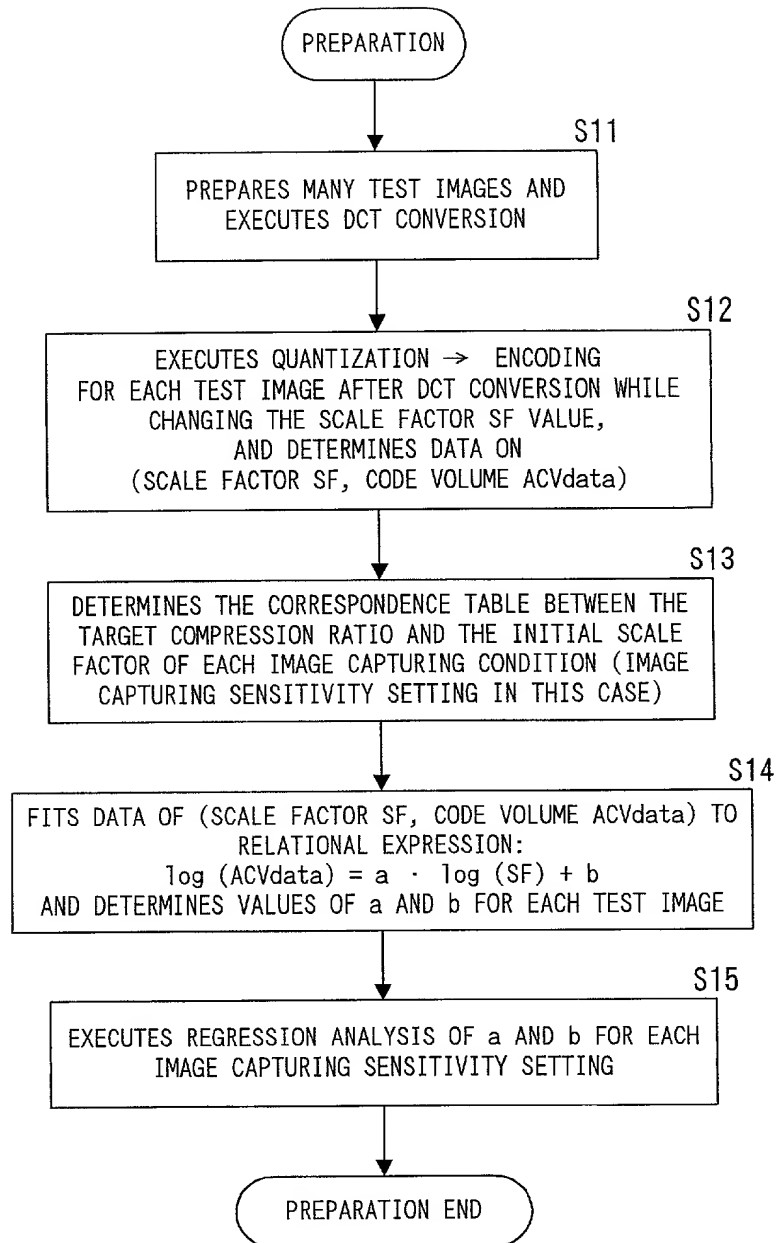 PREPARATION
S11
PREPARES MANY TEST IMAGES AND
EXECUTES DCT CONVERSION
S12
EXECUTES QUANTIZATION → ENCODING
FOR EACH TEST IMAGE AFTER DCT CONVERSION WHILE
CHANGING THE SCALE FACTOR SF VALUE,
AND DETERMINES DATA ON
(SCALE FACTOR SF, CODE VOLUME ACVdata)
S13
DETERMINES THE CORRESPONDENCE TABLE BETWEEN THE
TARGET COMPRESSION RATIO AND THE INITIAL SCALE
FACTOR OF EACH IMAGE CAPTURING CONDITION (IMAGE
CAPTURING SENSITIVITY SETTING IN THIS CASE)
S14
FITS DATA OF (SCALE FACTOR SF, CODE VOLUME ACVdata) TO
RELATIONAL EXPRESSION:
log (ACVdata) = a · log (SF) + b
AND DETERMINES VALUES OF a AND b FOR EACH TEST IMAGE
S15
EXECUTES REGRESSION ANALYSIS OF a AND b FOR EACH
IMAGE CAPTURING SENSITIVITY SETTING
PREPARATION END